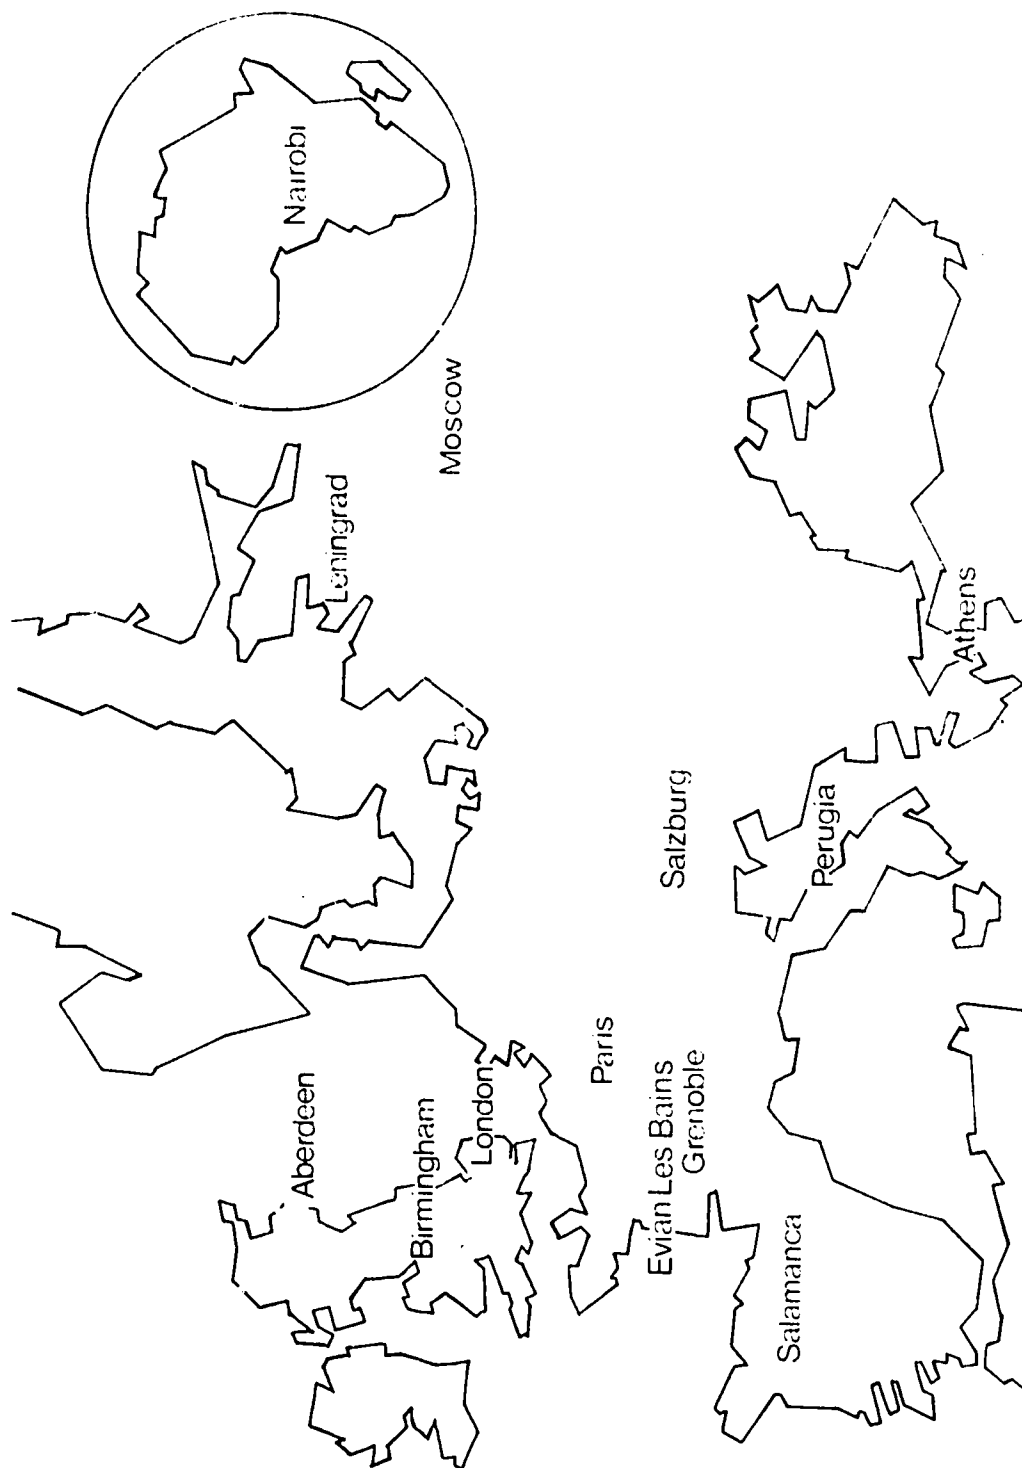 Nairobi
Moscow
Leningrad
Aberdeen
Birmingham
London
Paris
Evian Les Bains
Grenoble
Salzburg
Perugia
Salamanca
Athens